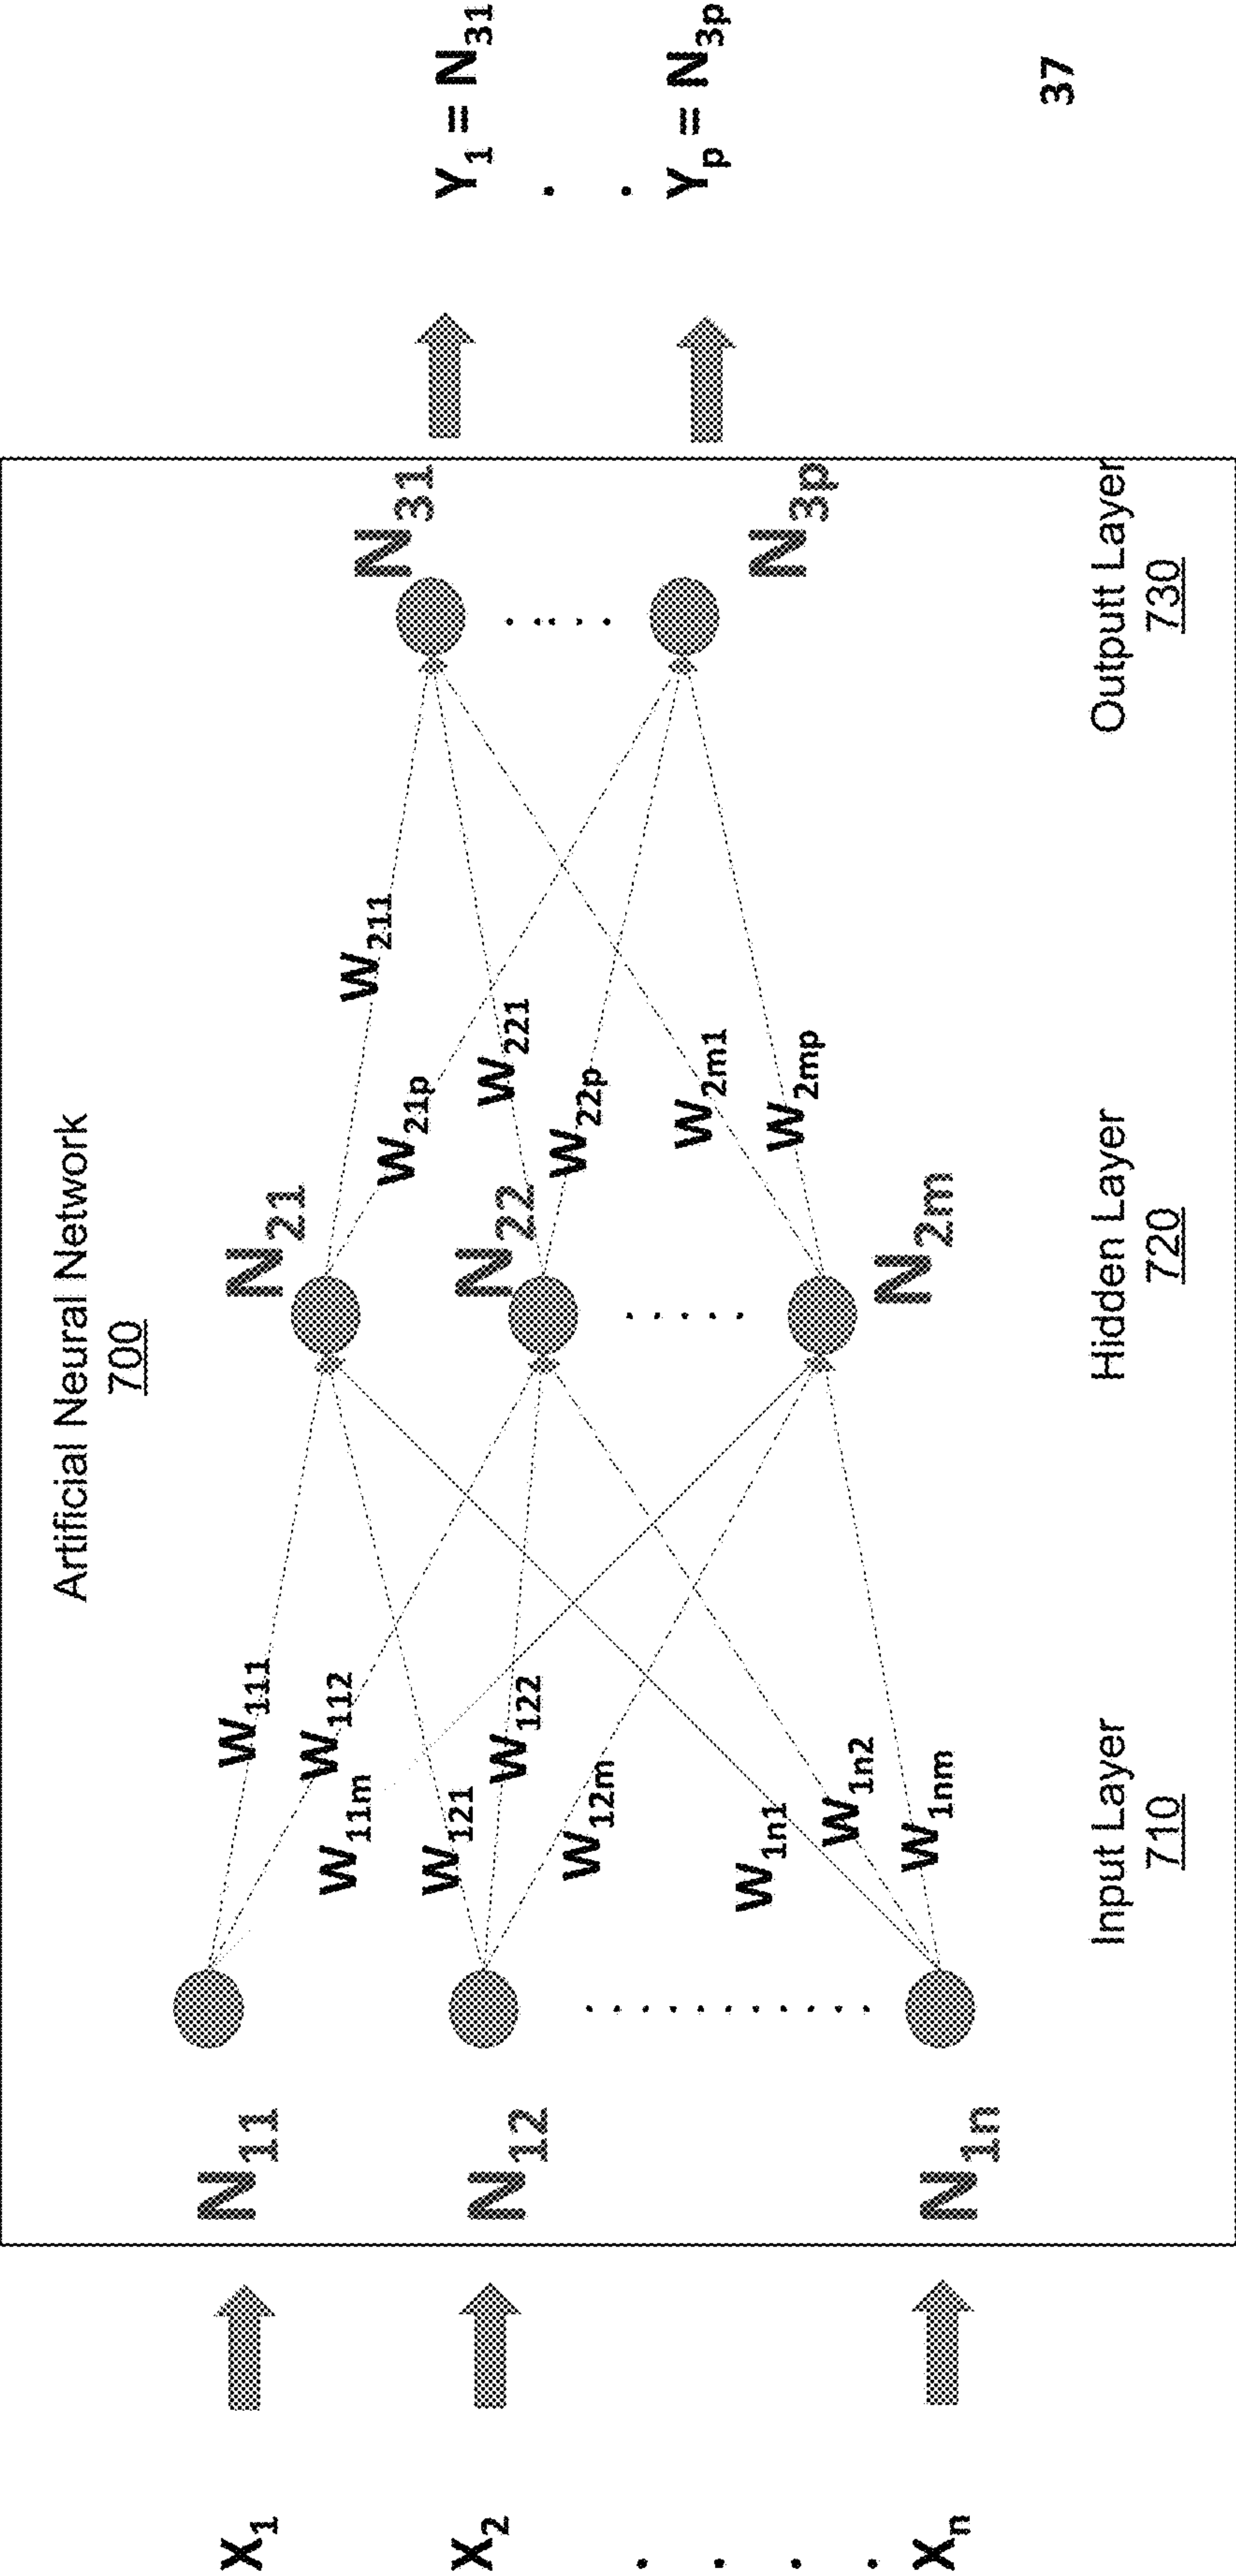 Artificial Neural Network
700
X₁
X₂
Xₙ
N₁₁
N₁₂
N₁ₙ
W₁₁₁
W₁₁₂
W₁₁ₘ
W₁₂₁
W₁₂₂
W₁₂ₘ
W₁ₙ₁
W₁ₙ₂
W₁ₙₘ
N₂₁
N₂₂
N₂ₘ
W₂₁₁
W₂₁ₚ
W₂₂₁
W₂₂ₚ
W₂ₘ₁
W₂ₘₚ
N₃₁
N₃ₚ
Y₁ = N₃₁
Yₚ = N₃ₚ
Input Layer
710
Hidden Layer
720
Outputt Layer
730
37